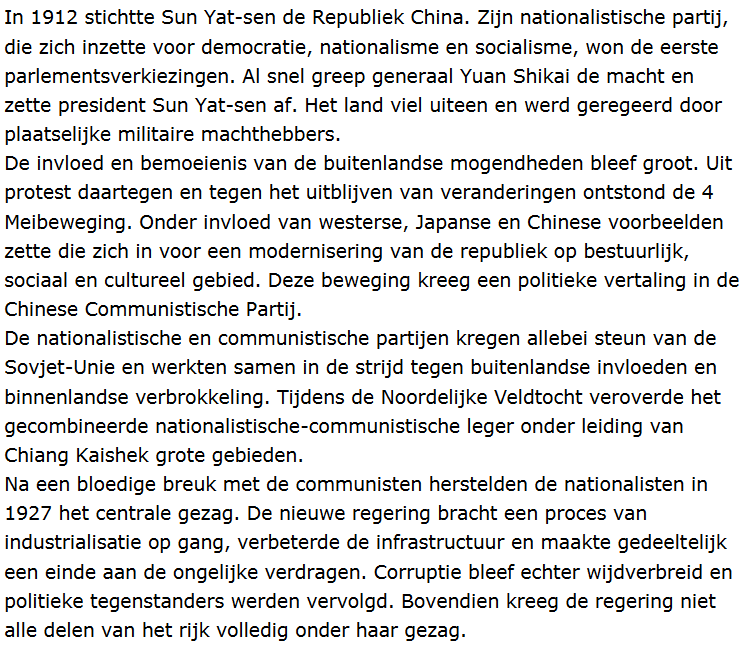 In 1912 stichtte Sun Yat-sen de Republiek China. Zijn nationalistische partij,
die zich inzette voor democratie, nationalisme en socialisme, won de eerste
parlementsverkiezingen. Al snel greep generaal Yuan Shikai de macht en
zette president Sun Yat-sen af. Het land viel uiteen en werd geregeerd door
plaatselijke militaire machthebbers.
De invloed en bemoeienis van de buitenlandse mogendheden bleef groot. Uit
protest daartegen en tegen het uitblijven van veranderingen ontstond de 4
Meibeweging. Onder invloed van westerse, Japanse en Chinese voorbeelden
zette die zich in voor een modernisering van de republiek op bestuurlijk,
sociaal en cultureel gebied. Deze beweging kreeg een politieke vertaling in de
Chinese Communistische Partij.
De nationalistische en communistische partijen kregen allebei steun van de
Sovjet-Unie en werkten samen in de strijd tegen buitenlandse invloeden en
binnenlandse verbrokkeling. Tijdens de Noordelijke Veldtocht veroverde het
gecombineerde nationalistische-communistische leger onder leiding van
Chiang Kaishek grote gebieden.
Na een bloedige breuk met de communisten herstelden de nationalisten in
1927 het centrale gezag. De nieuwe regering bracht een proces van
industrialisatie op gang, verbeterde de infrastructuur en maakte gedeeltelijk
een einde aan de ongelijke verdragen. Corruptie bleef echter wijdverbreid en
politieke tegenstanders werden vervolgd. Bovendien kreeg de regering niet
alle delen van het rijk volledig onder haar gezag.